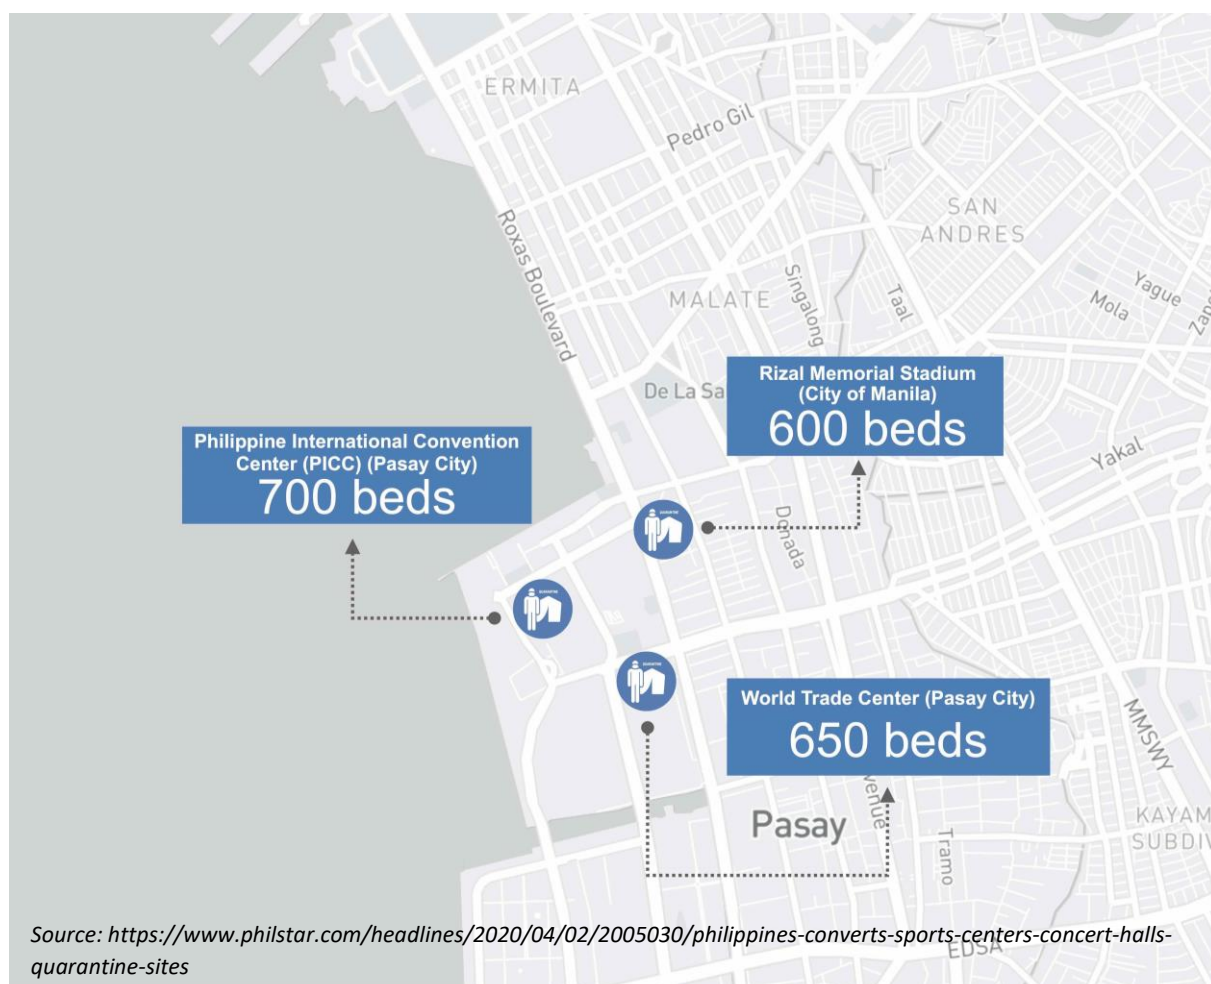 ERMITA
Pedro Gil
SAN
ANDRES
Roxas Boulevard
MALATE
Singalong
Taal
Yague
Mola
De La Sa
Rizal Memorial Stadium
(City of Manila)
600 beds
Philippine International Convention
Center (PICC) (Pasay City)
700 beds
Yakal
Donada
World Trade Center (Pasay City)
650 beds
MMSWY
Pasay
Tramo
EDSA
Source: https://www.philstar.com/headlines/2020/04/02/2005030/philippines-converts-sports-centers-concert-halls-
quarantine-sites